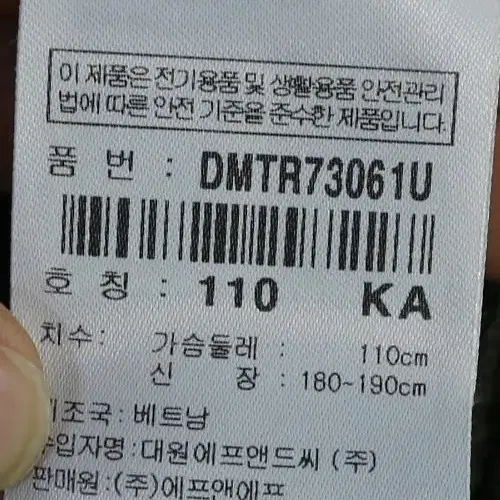 이 제품은 전기용품 및 생활용품 안전관리
법에 따른 안전 기준을 준수한 제품입니다.
품 번 : DMTR73061U
호 칭 : 110 KA
치수: 가슴둘레 : 110cm
신 장 : 180~190cm
제조국:베트남
수입자명:대원에프앤드씨 (주)
판매원:(주)에프앤에프